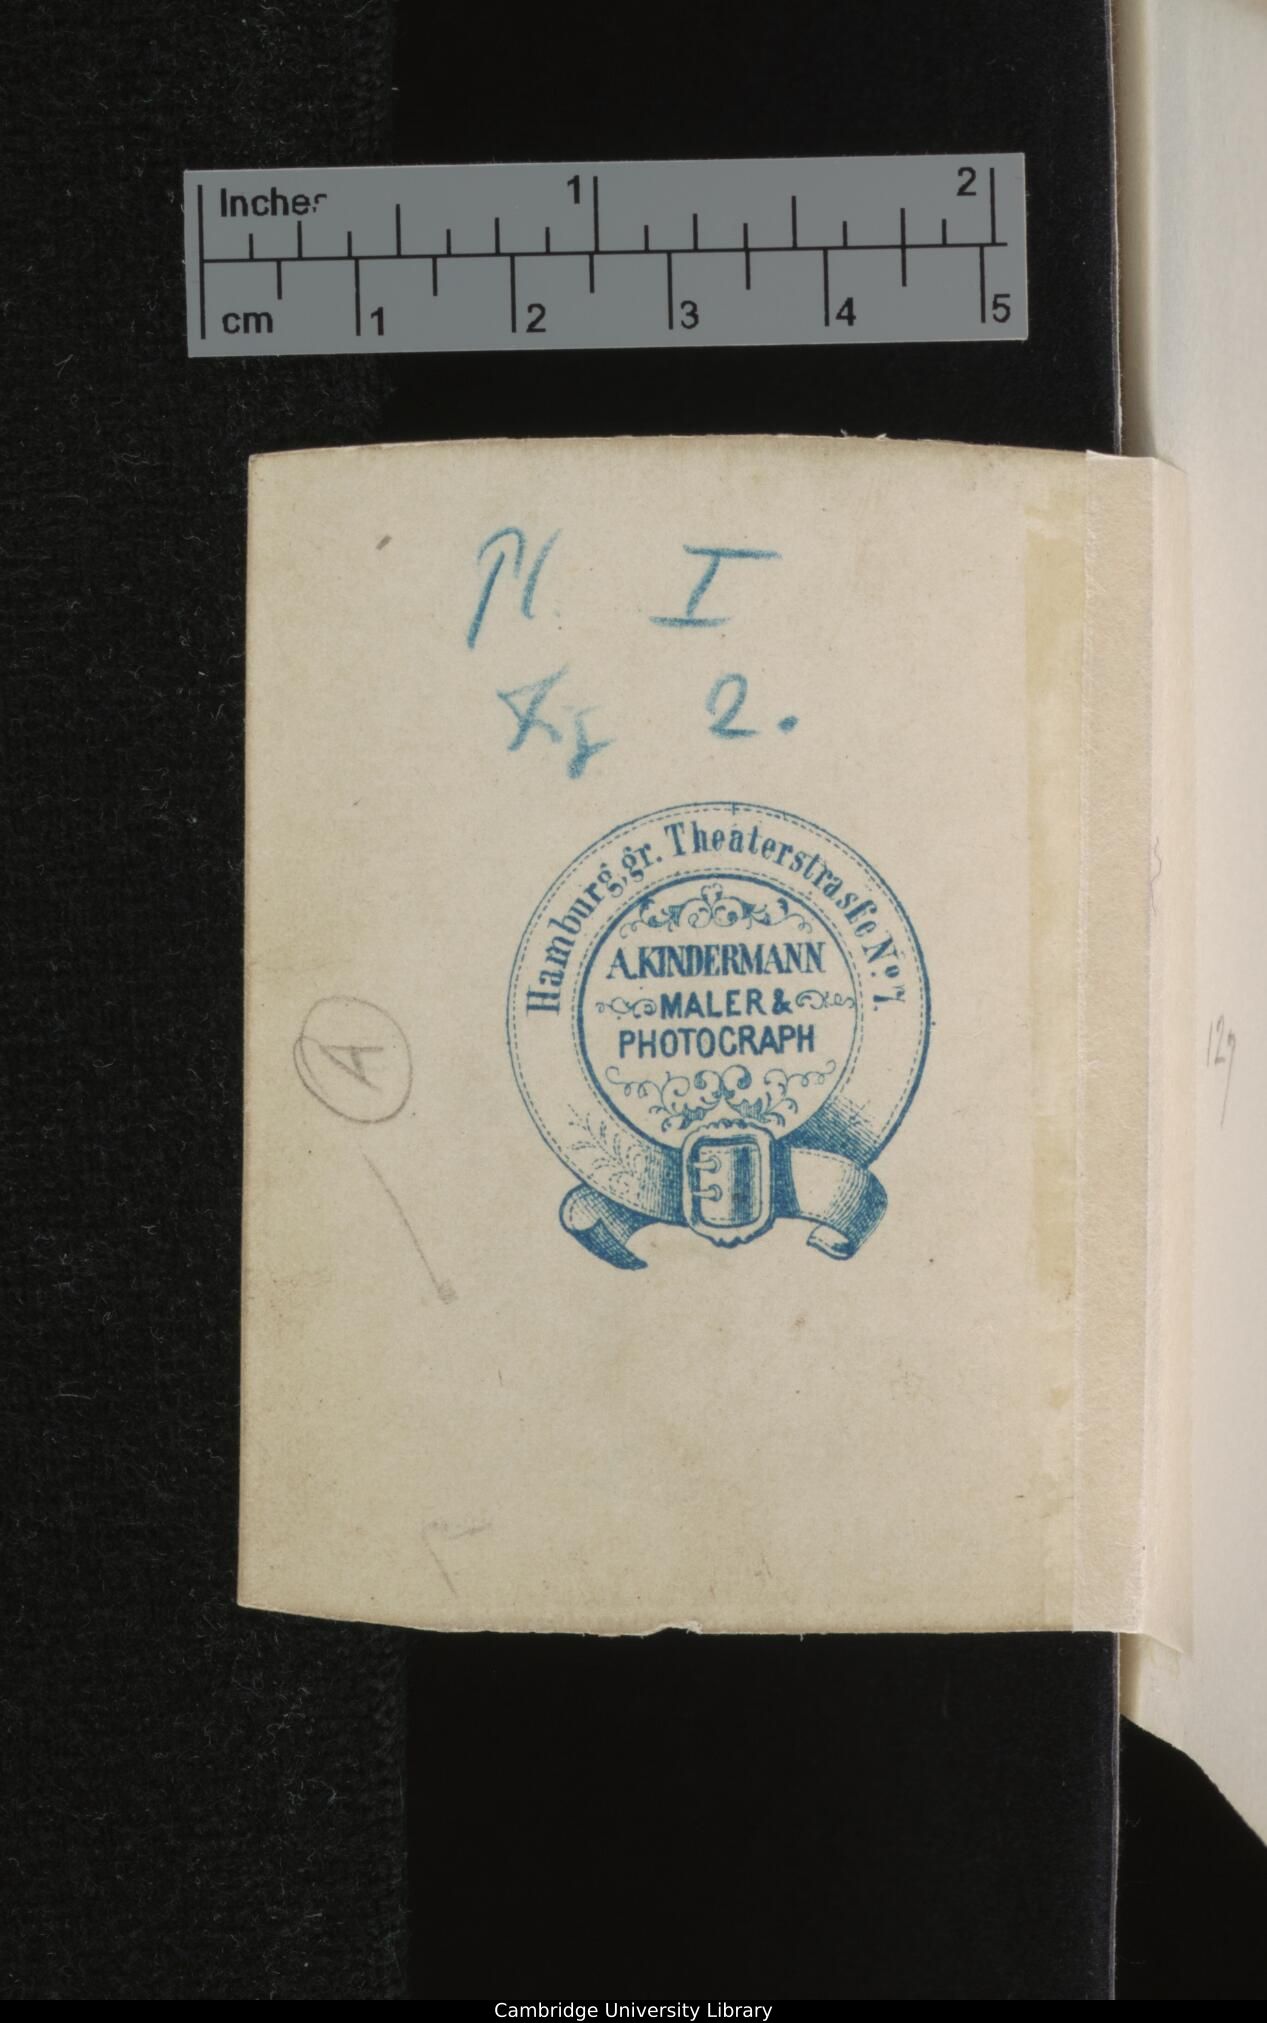 Inches 1 2
cm 1 2 3 4 5
Pl. I
Fig 2.
Hamburg, gr. Theaterstrasse No. 7.
A. KINDERMANN
MALER &
PHOTOGRAPH
A
127
Cambridge University Library